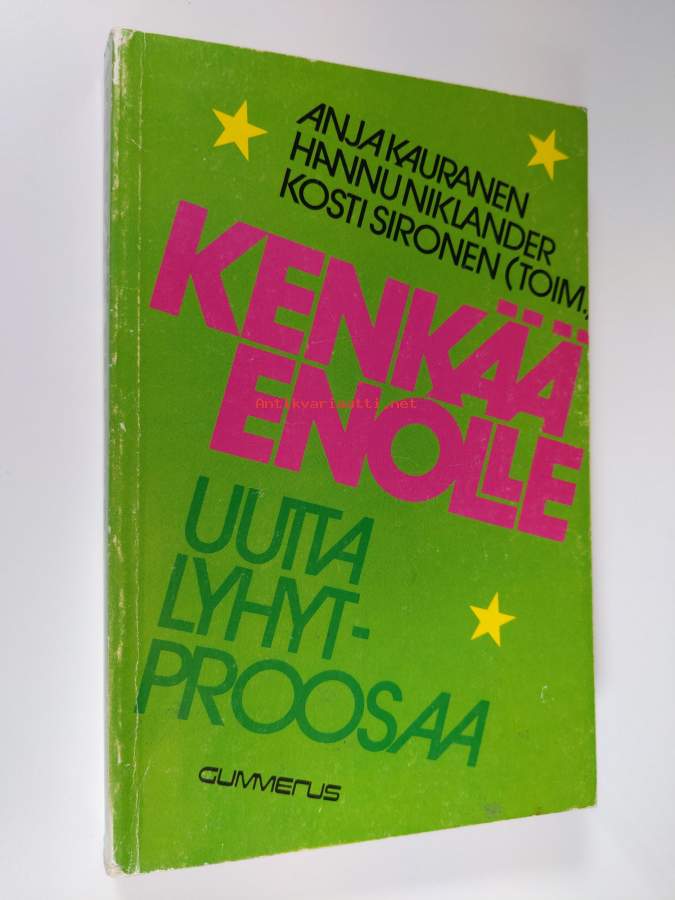 ANJA KAURANEN
HANNU NIKLANDER
KOSTI SIRONEN (TOIM.,
KENKÄÄ
Antikvariaatti.net
ENOLLE
UUTTA
LYHYT-
PROOSAA
GUMMERUS